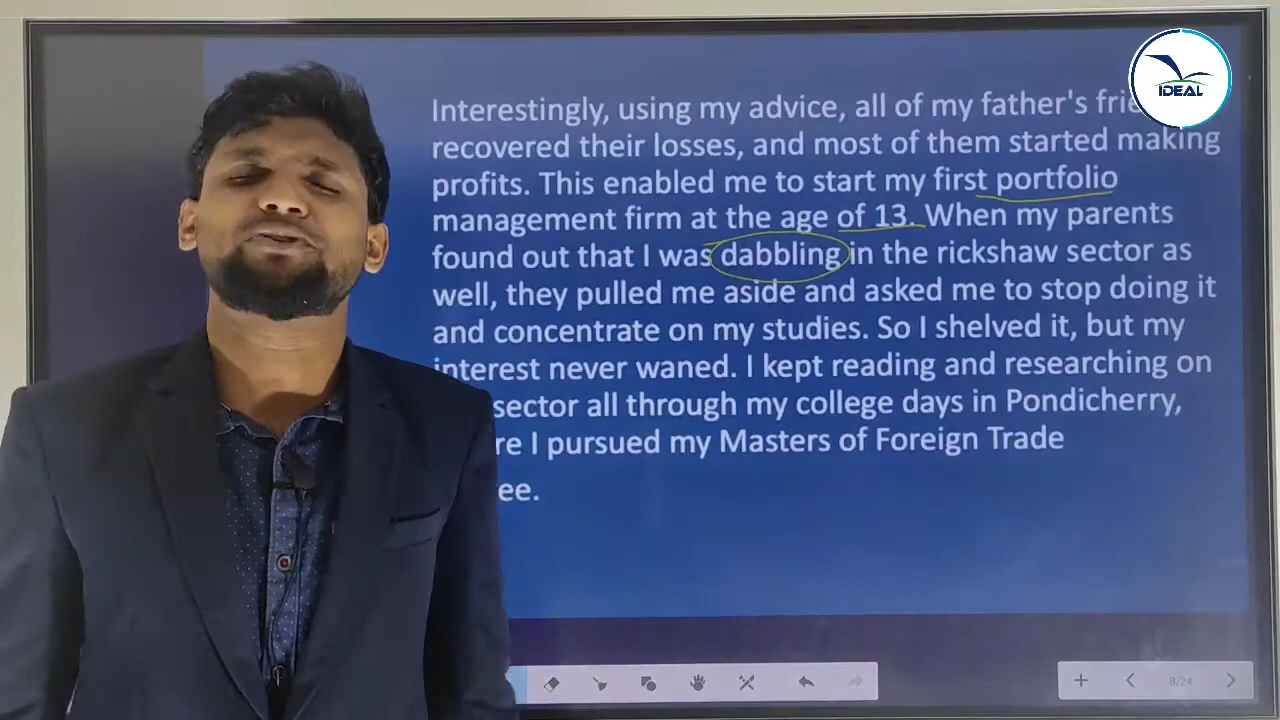 Interestingly, using my advice, all of my father's
recovered their losses, and most of them started making
profits. This enabled me to start my first portfolio
management firm at the age of 13. When my parents
found out that I was dabbling in the rickshaw sector as
well, they pulled me aside and asked me to stop doing it
and concentrate on my studies. So I shelved it, but my
interest never waned. I kept reading and researching on
sector all through my college days in Pondicherry,
I pursued my Masters of Foreign Trade
IDEAL
8/24